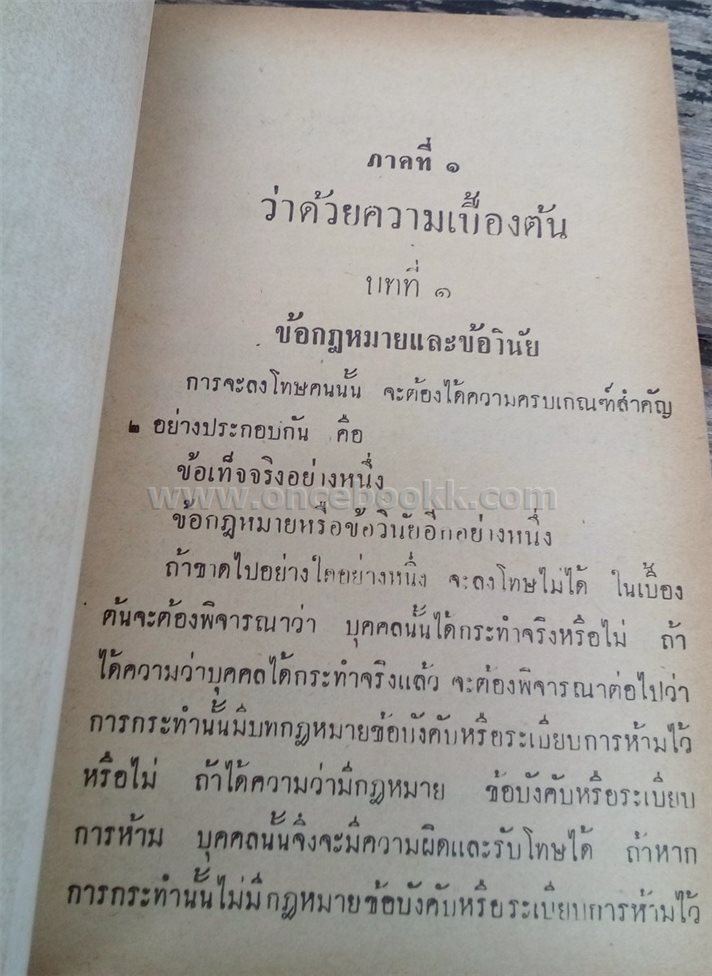 ภาคที่ ๑
ว่าด้วยความเบื้องต้น
บทที่ ๑
ข้อกฎหมายและข้อวินัย
การจะลงโทษคนนั้น จะต้องได้ความครบเกณฑ์สำคัญ
๒ อย่างประกอบกัน คือ
ข้อเท็จจริงอย่างหนึ่ง
www.oncebookk.com
ข้อกฎหมายหรือข้อวินัยอีกอย่างหนึ่ง
ถ้าขาดไปอย่างใดอย่างหนึ่ง จะลงโทษไม่ได้ ในเบื้อง
ต้นจะต้องพิจารณาว่า บุคคลนั้นได้กระทำจริงหรือไม่ ถ้า
ได้ความว่าบุคคลได้กระทำจริงแล้ว จะต้องพิจารณาต่อไปว่า
การกระทำนั้นมีบทกฎหมายข้อบังคับหรือระเบียบการห้ามไว้
หรือไม่ ถ้าได้ความว่ามีกฎหมาย ข้อบังคับหรือระเบียบ
การห้าม บุคคลนั้นจึงจะมีความผิดและรับโทษได้ ถ้าหาก
การกระทำนั้นไม่มีกฎหมายข้อบังคับหรือระเบียบการห้ามไว้